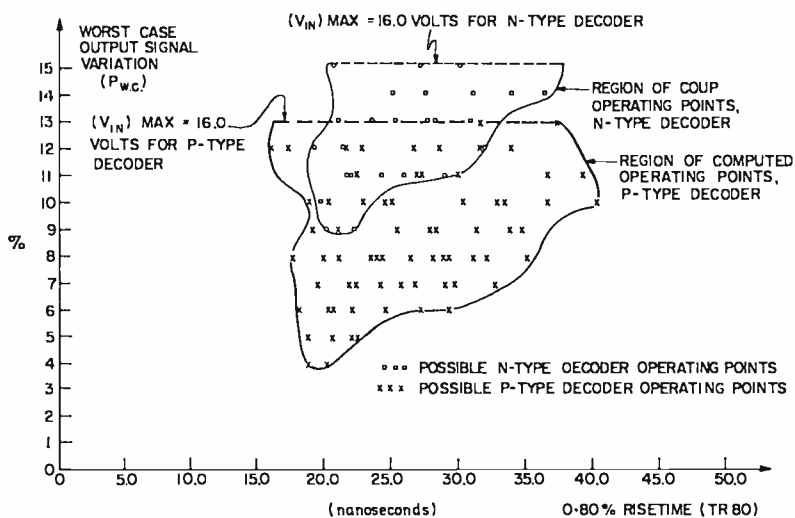 (VIN) MAX = 16.0 VOLTS FOR N-TYPE DECODER
WORST CASE
OUTPUT SIGNAL
VARIATION
(PW.C.)
(VIN) MAX = 16.0
VOLTS FOR P-TYPE
DECODER
REGION OF COUP
OPERATING POINTS,
N-TYPE DECODER
REGION OF COMPUTED
OPERATING POINTS,
P-TYPE DECODER
%
15
14
13
12
11
10
9
8
7
6
5
4
3
2
1
0
▫ ▫ ▫ POSSIBLE N-TYPE OECODER OPERATING POINTS
x x x POSSIBLE P-TYPE DECODER OPERATING POINTS
0 5.0 10.0 15.0 20.0 25.0 30.0 35.0 40.0 45.0 50.0
(nanoseconds) 0-80% RISETIME (TR 80)